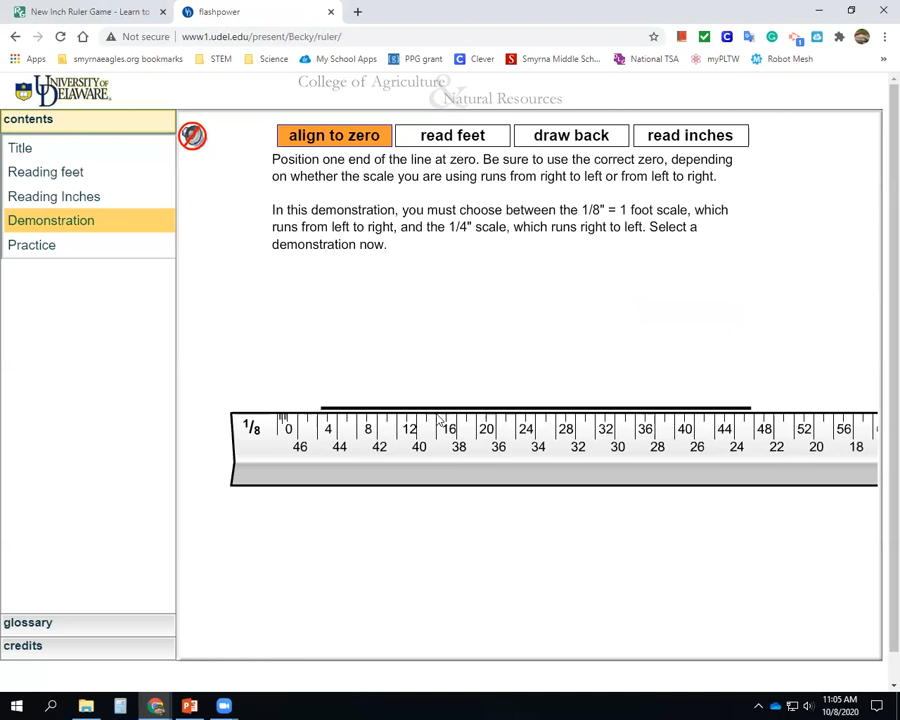 New Inch Ruler Game - Learn to
flashpower
Not secure
www1.udel.edu/present/Becky/ruler/
Apps
smyrnaeagles.org bookmarks
STEM
Science
My School Apps
PPG grant
Clever
Smyrna Middle Sch...
National TSA
myPLTW
Robot Mesh
UNIVERSITY OF DELAWARE
College of Agriculture
& Natural Resources
contents
Title
Reading feet
Reading Inches
Demonstration
Practice
glossary
credits
align to zero
read feet
draw back
read inches
Position one end of the line at zero. Be sure to use the correct zero, depending
on whether the scale you are using runs from right to left or from left to right.
In this demonstration, you must choose between the 1/8" = 1 foot scale, which
runs from left to right, and the 1/4" scale, which runs right to left. Select a
demonstration now.
1/8 0 4 8 12 16 20 24 28 32 36 40 44 48 52 56
46 44 42 40 38 36 34 32 30 28 26 24 22 20 18
11:05 AM
10/8/2020